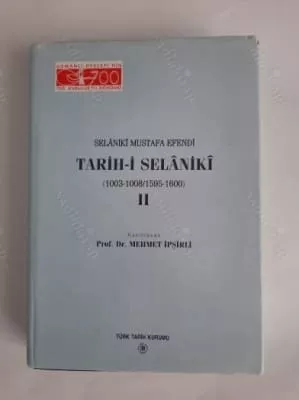 700
SELÂNİKÎ MUSTAFA EFENDİ
TARİH-İ SELÂNİKÎ
(1003-1008/1595-1600)
II
Hazırlayan
Prof. Dr. MEHMET İPŞİRLİ
TÜRK TARİH KURUMU